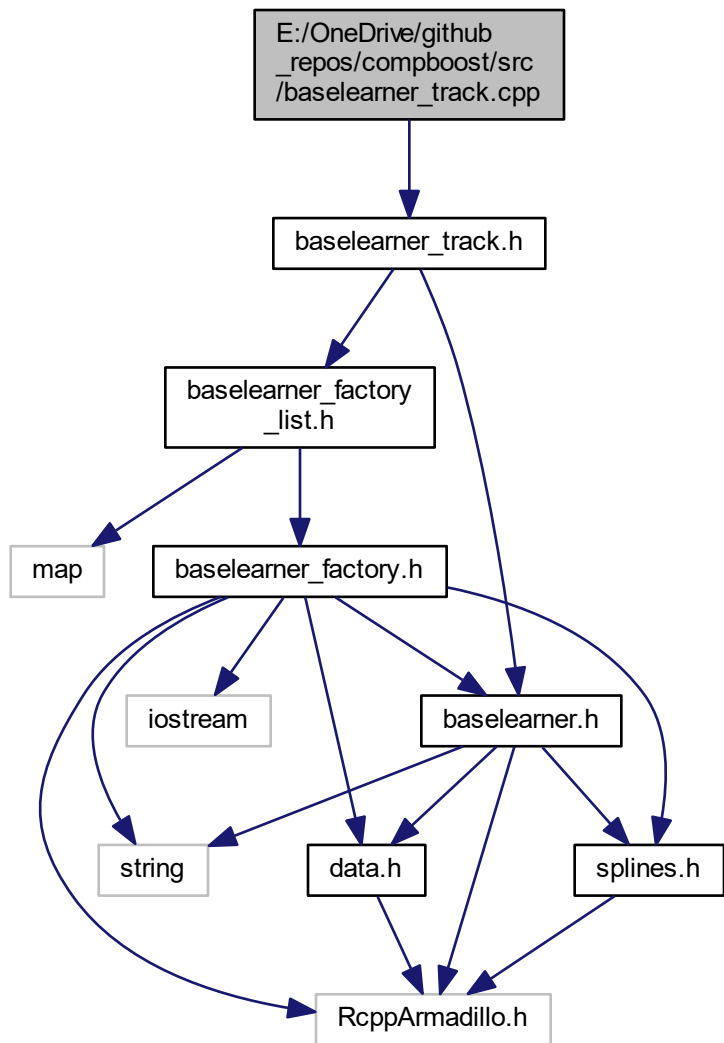 E:/OneDrive/github
_repos/compboost/src
/baselearner_track.cpp
baselearner_track.h
baselearner_factory
_list.h
map
baselearner_factory.h
iostream
baselearner.h
string
data.h
splines.h
RcppArmadillo.h